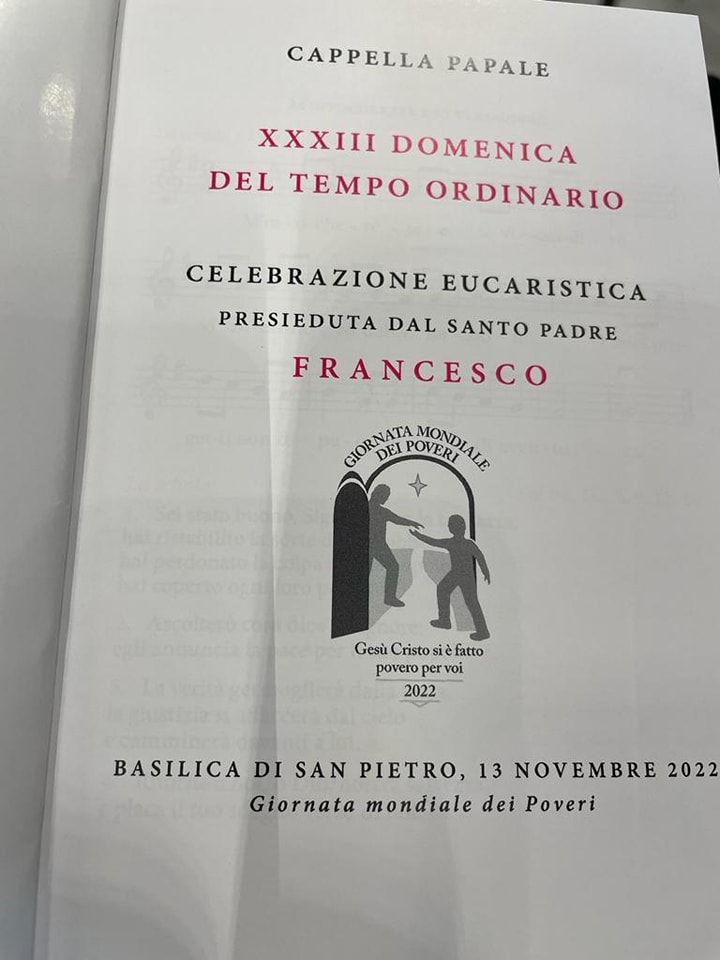 CAPPELLA PAPALE
XXXIII DOMENICA
DEL TEMPO ORDINARIO
CELEBRAZIONE EUCARISTICA
PRESIEDUTA DAL SANTO PADRE
FRANCESCO
GIORNATA MONDIALE
DEI POVERI
Gesù Cristo si è fatto
povero per voi
2022
BASILICA DI SAN PIETRO, 13 NOVEMBRE 2022
Giornata mondiale dei Poveri